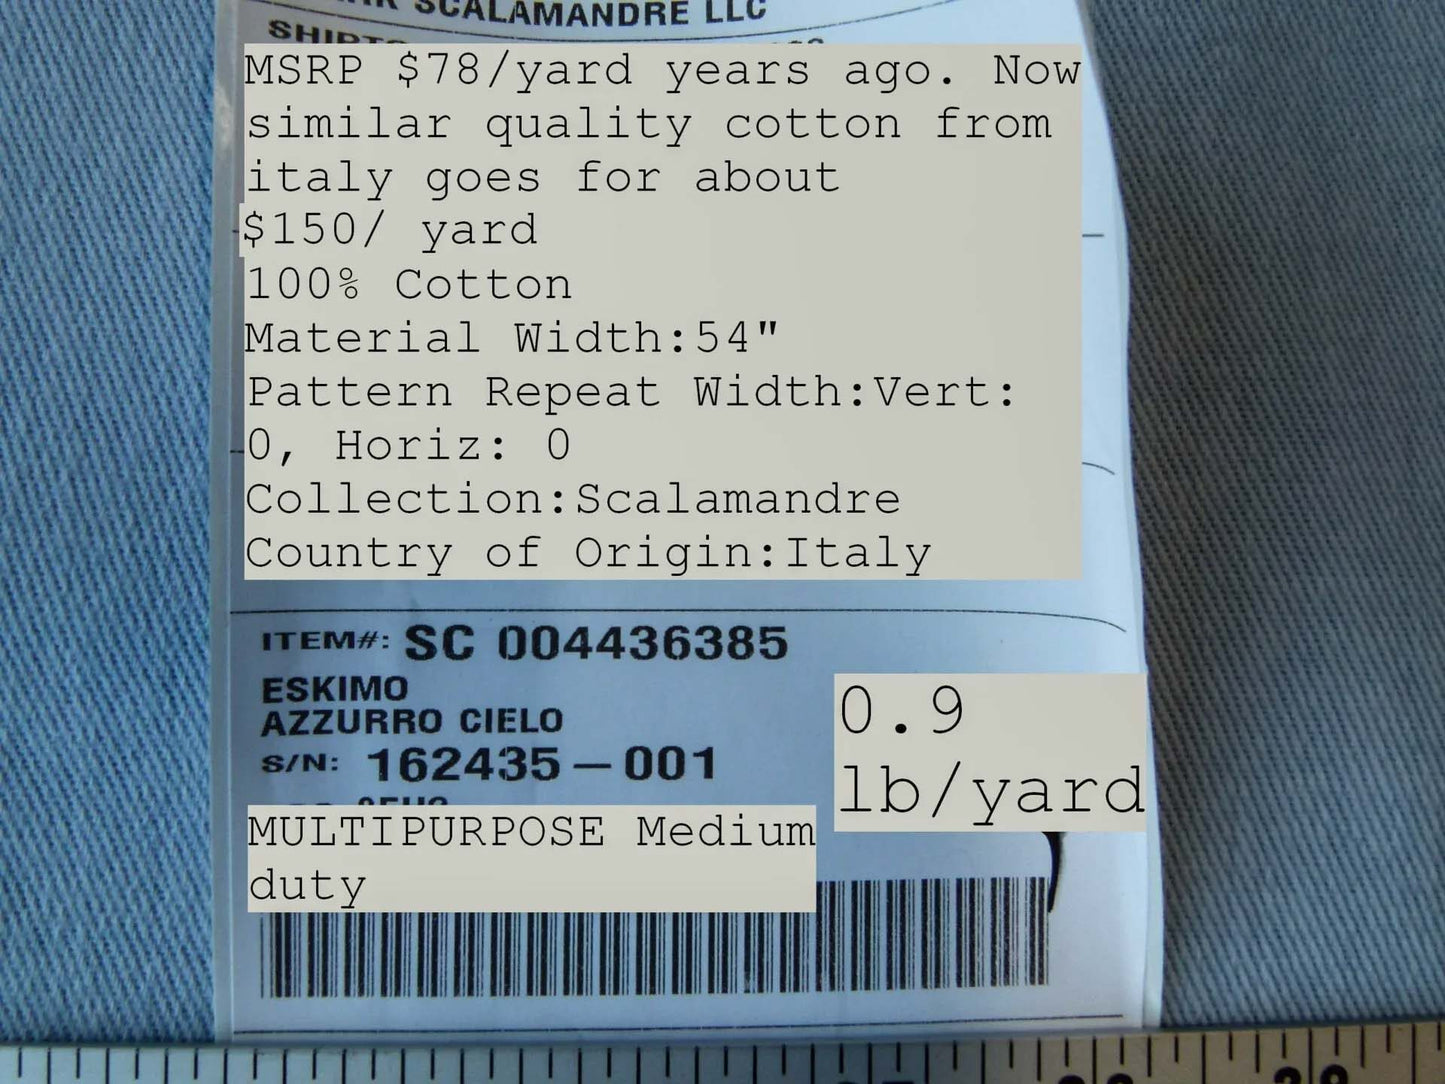 SCALAMANDRE LLC
MSRP $78/yard years ago. Now
similar quality cotton from
italy goes for about
$150/ yard
100% Cotton
Material Width:54"
Pattern Repeat Width:Vert:
0, Horiz: 0
Collection:Scalamandre
Country of Origin:Italy
ITEM#: SC 004436385
ESKIMO
AZZURRO CIELO
S/N: 162435-001
0.9
lb/yard
MULTIPURPOSE Medium
duty